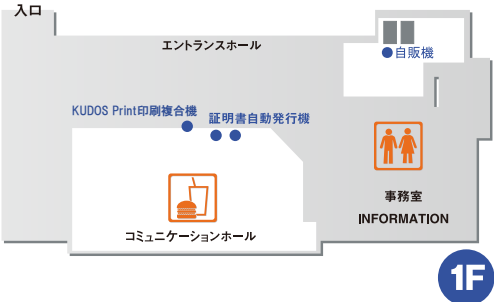 入口
エントランスホール
●自販機
KUDOS Print印刷複合機
証明書自動発行機
事務室
INFORMATION
コミュニケーションホール
1F